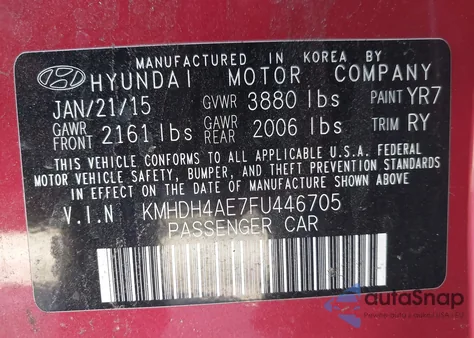 MANUFACTURED IN KOREA BY
HYUNDAI MOTOR COMPANY
JAN/21/15 GVWR 3880 lbs PAINT YR7
GAWR FRONT 2161 lbs GAWR REAR 2006 lbs TRIM RY
THIS VEHICLE CONFORMS TO ALL APPLICABLE U.S.A. FEDERAL
MOTOR VEHICLE SAFETY, BUMPER, AND THEFT PREVENTION STANDARDS
IN EFFECT ON THE DATE OF MANUFACTURE SHOWN ABOVE.
V.I.N KMHDH4AE7FU446705
PASSENGER CAR
autoSnap